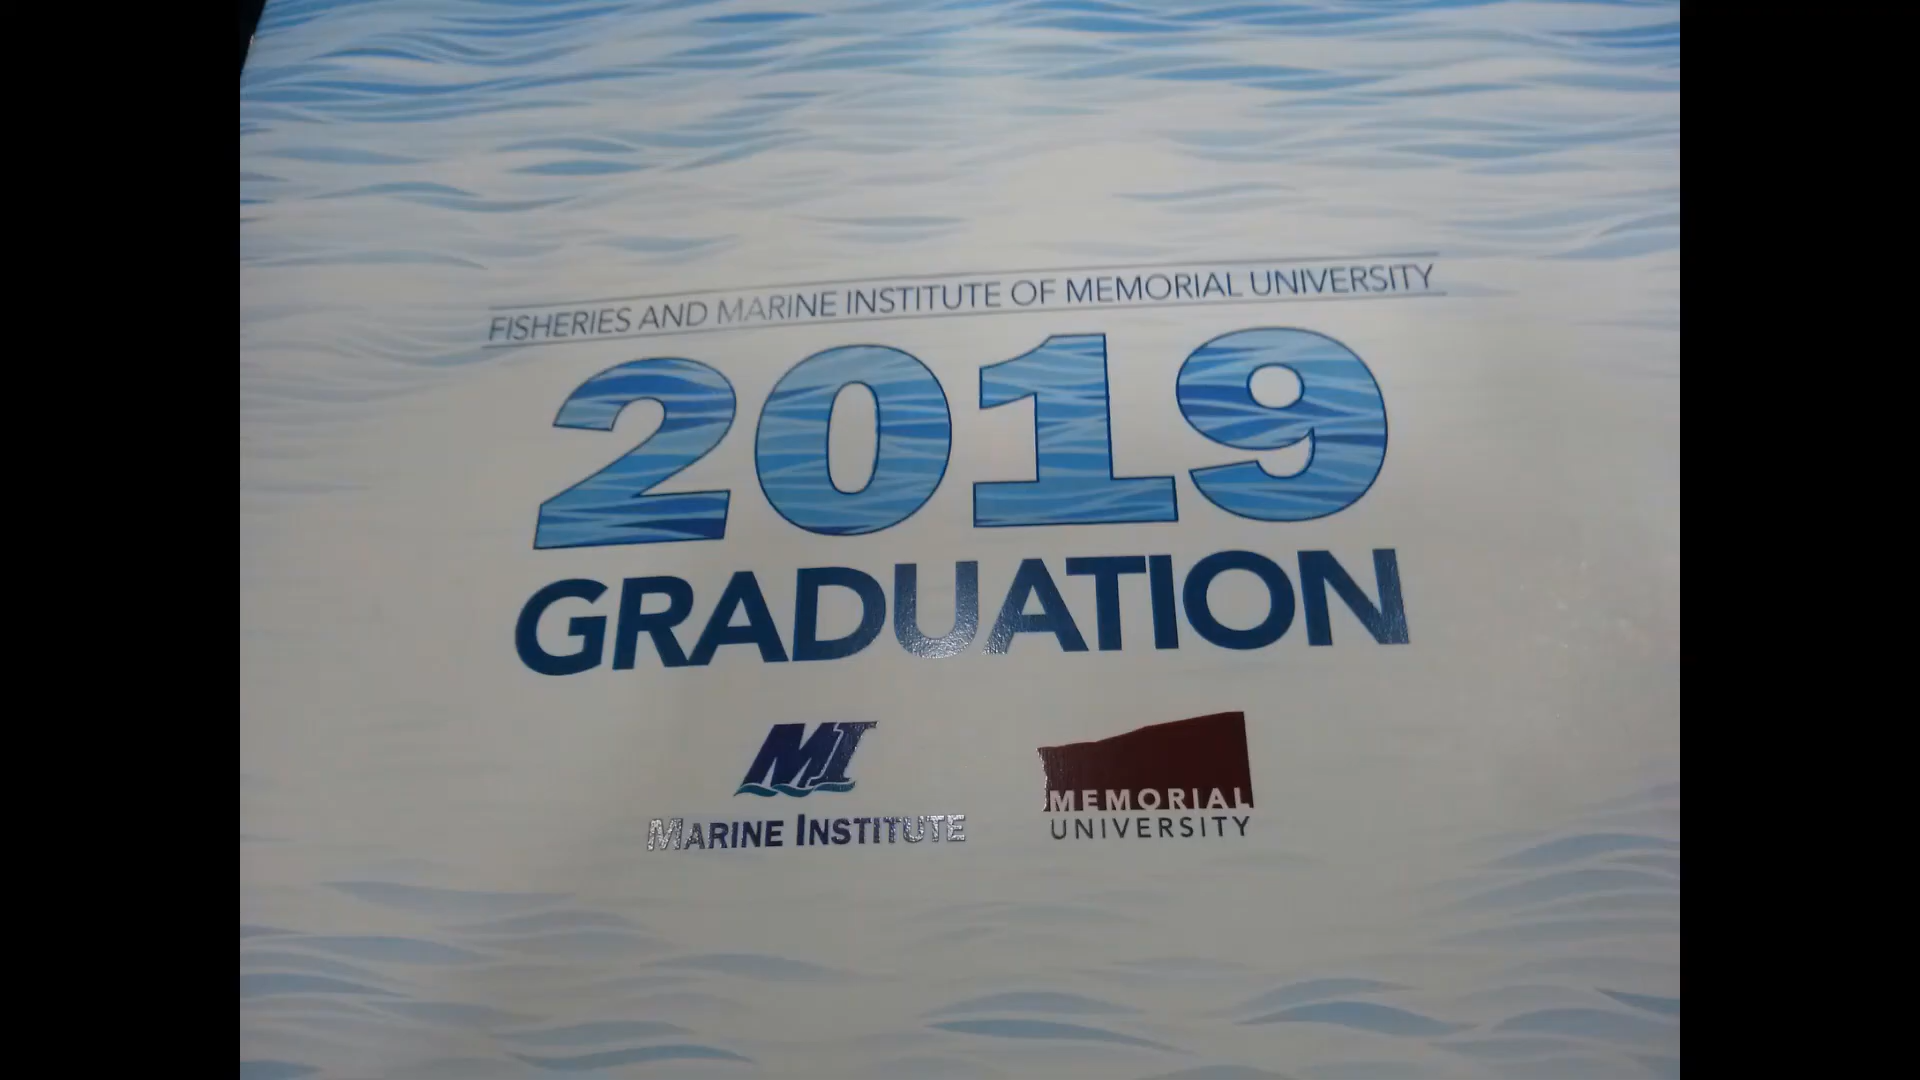 FISHERIES AND MARINE INSTITUTE OF MEMORIAL UNIVERSITY
2019
GRADUATION
MI
MARINE INSTITUTE
MEMORIAL
UNIVERSITY